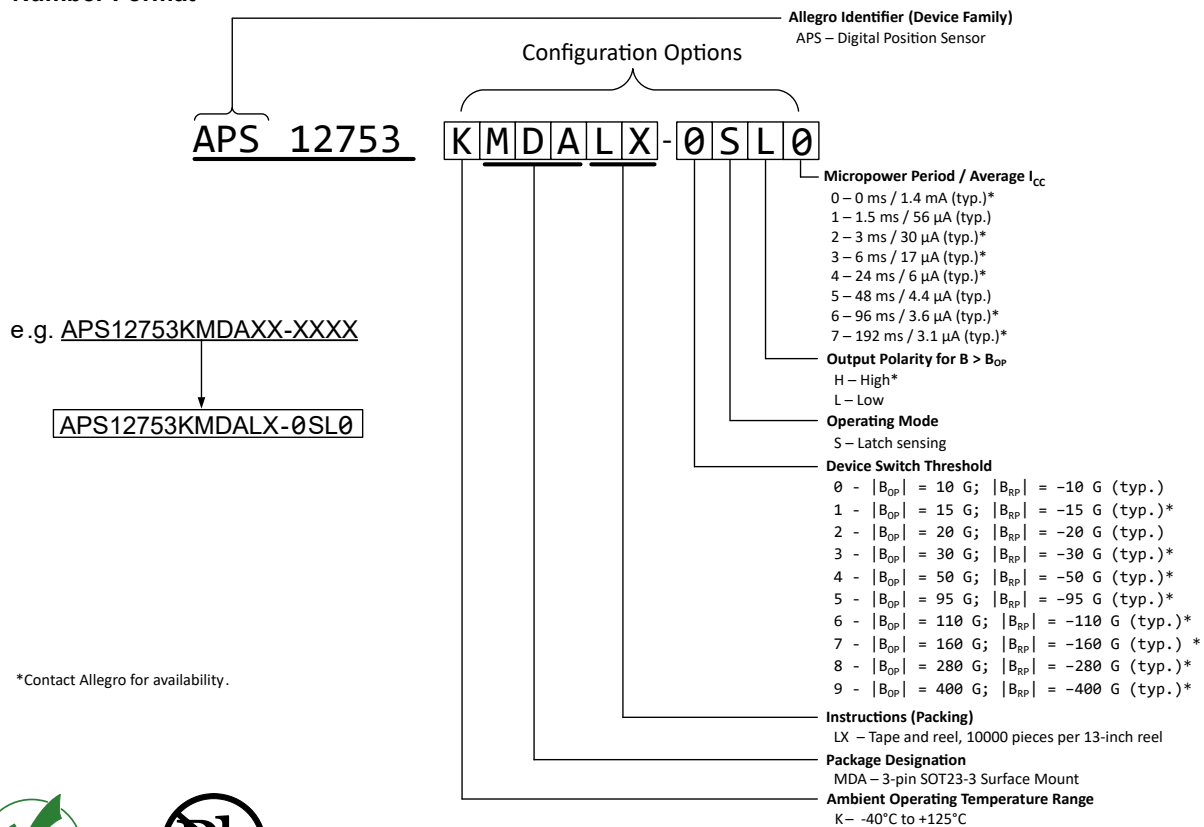 Number Format
Allegro Identifier (Device Family)
APS – Digital Position Sensor
Configuration Options
APS 12753 KMDALX-0SL0
Micropower Period / Average ICC
0 – 0 ms / 1.4 mA (typ.)*
1 – 1.5 ms / 56 µA (typ.)
2 – 3 ms / 30 µA (typ.)*
3 – 6 ms / 17 µA (typ.)*
4 – 24 ms / 6 µA (typ.)*
5 – 48 ms / 4.4 µA (typ.)
6 – 96 ms / 3.6 µA (typ.)*
7 – 192 ms / 3.1 µA (typ.)*
Output Polarity for B > BOP
H – High*
L – Low
Operating Mode
S – Latch sensing
Device Switch Threshold
0 - |BOP| = 10 G; |BRP| = -10 G (typ.)
1 - |BOP| = 15 G; |BRP| = -15 G (typ.)*
2 - |BOP| = 20 G; |BRP| = -20 G (typ.)
3 - |BOP| = 30 G; |BRP| = -30 G (typ.)*
4 - |BOP| = 50 G; |BRP| = -50 G (typ.)*
5 - |BOP| = 95 G; |BRP| = -95 G (typ.)*
6 - |BOP| = 110 G; |BRP| = -110 G (typ.)*
7 - |BOP| = 160 G; |BRP| = -160 G (typ.) *
8 - |BOP| = 280 G; |BRP| = -280 G (typ.)*
9 - |BOP| = 400 G; |BRP| = -400 G (typ.)*
Instructions (Packing)
LX – Tape and reel, 10000 pieces per 13-inch reel
Package Designation
MDA – 3-pin SOT23-3 Surface Mount
Ambient Operating Temperature Range
K – -40°C to +125°C
e.g. APS12753KMDAXX-XXXX
APS12753KMDALX-0SL0
*Contact Allegro for availability.